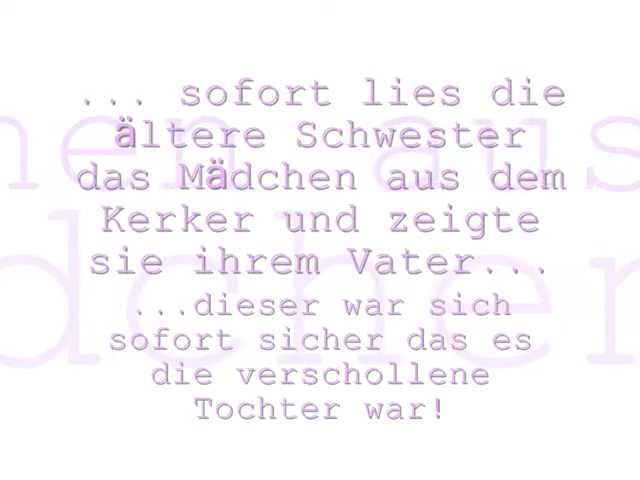 ... sofort lies die
ältere Schwester
das Mädchen aus dem
Kerker und zeigte
sie ihrem Vater...
...dieser war sich
sofort sicher das es
die verschollene
Tochter war!